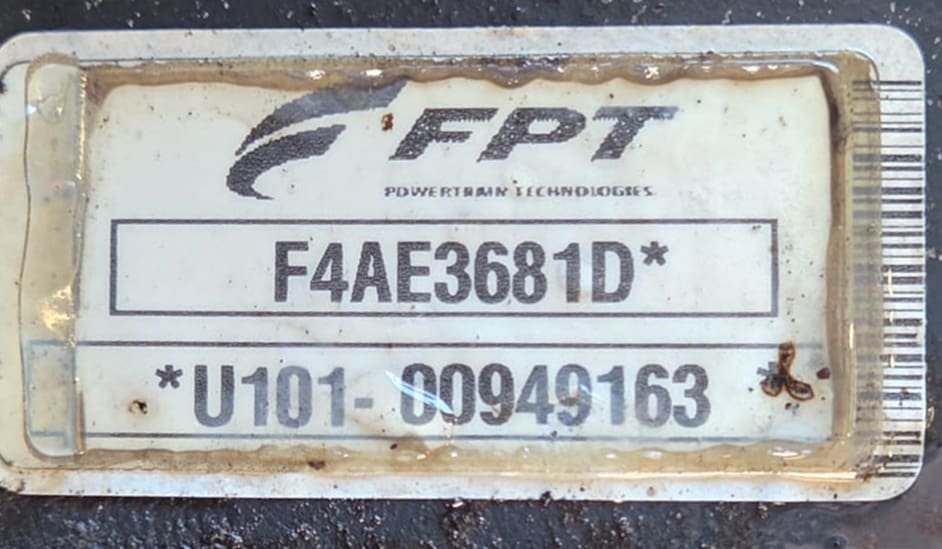 FPT
POWERTRAIN TECHNOLOGIES
F4AE3681D*
*U101- 00949163 *